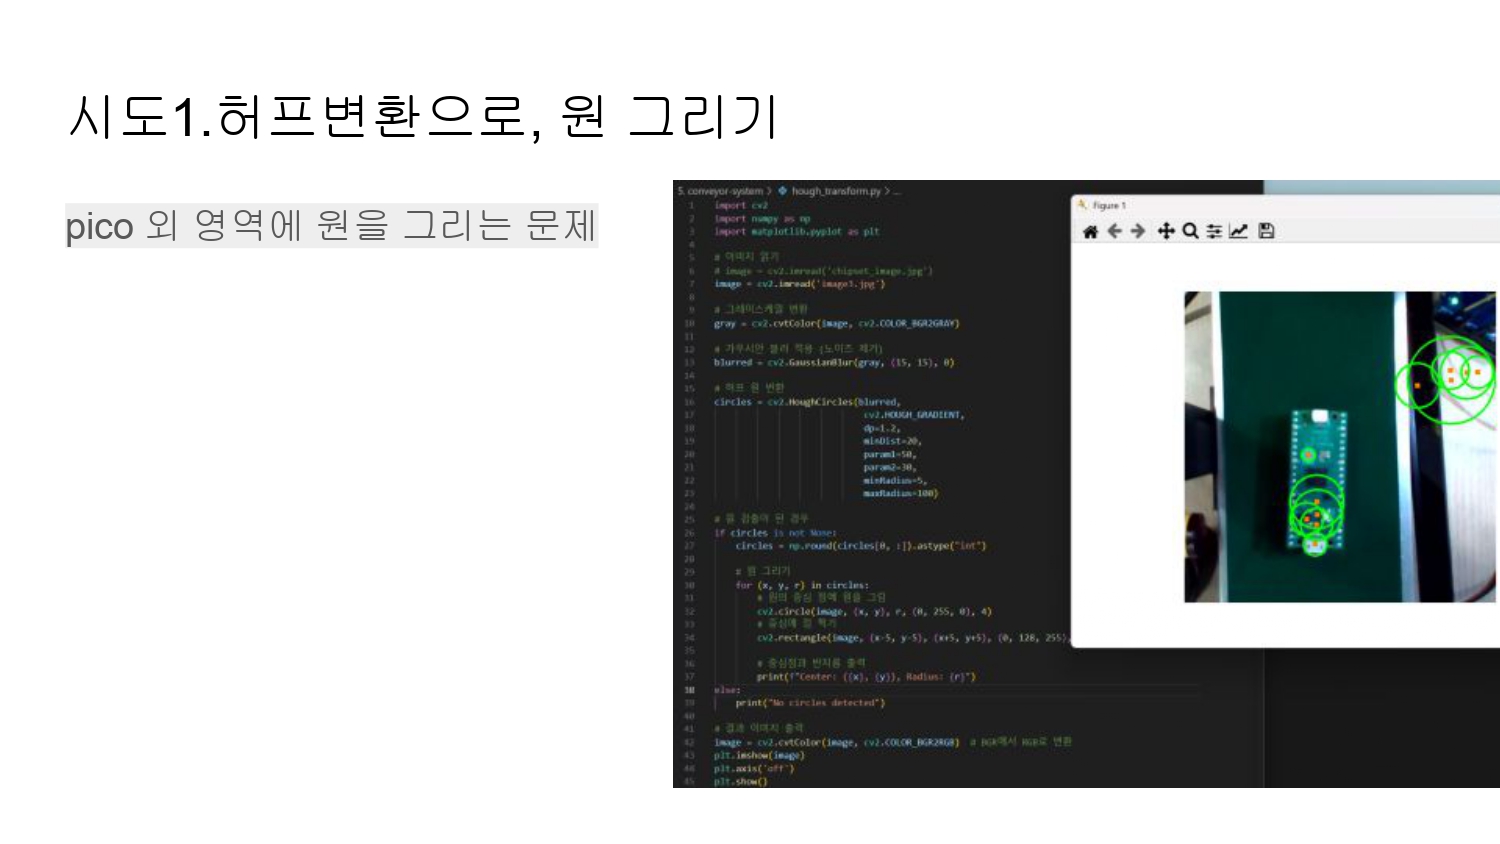 시도1.허프변환으로, 원 그리기
pico 외 영역에 원을 그리는 문제
5. conveyor-system > hough_transform.py > ...
1 import cv2
2 import numpy as np
3 import matplotlib.pyplot as plt
4
5 # 이미지 읽기
6 # image = cv2.imread('chipset_image.jpg')
7 image = cv2.imread('image1.jpg')
8
9 # 그레이스케일 변환
10 gray = cv2.cvtColor(image, cv2.COLOR_BGR2GRAY)
11
12 # 가우시안 블러 적용 (노이즈 제거)
13 blurred = cv2.GaussianBlur(gray, (15, 15), 0)
14
15 # 허프 원 변환
16 circles = cv2.HoughCircles(blurred,
17 cv2.HOUGH_GRADIENT,
18 dp=1.2,
19 minDist=20,
20 param1=50,
21 param2=30,
22 minRadius=5,
23 maxRadius=100)
24
25 # 원 검출이 된 경우
26 if circles is not None:
27 circles = np.round(circles[0, :]).astype("int")
28
29 # 원 그리기
30 for (x, y, r) in circles:
31 # 원의 중심 점에 원을 그림
32 cv2.circle(image, (x, y), r, (0, 255, 0), 4)
33 # 중심에 점 찍기
34 cv2.rectangle(image, (x-5, y-5), (x+5, y+5), (0, 128, 255),
35
36 # 중심점과 반지름 출력
37 print(f"Center: ({x}, {y}), Radius: {r}")
38 else:
39 print("No circles detected")
40
41 # 결과 이미지 출력
42 image = cv2.cvtColor(image, cv2.COLOR_BGR2RGB) # BGR에서 RGB로 변환
43 plt.imshow(image)
44 plt.axis('off')
45 plt.show()
Figure 1